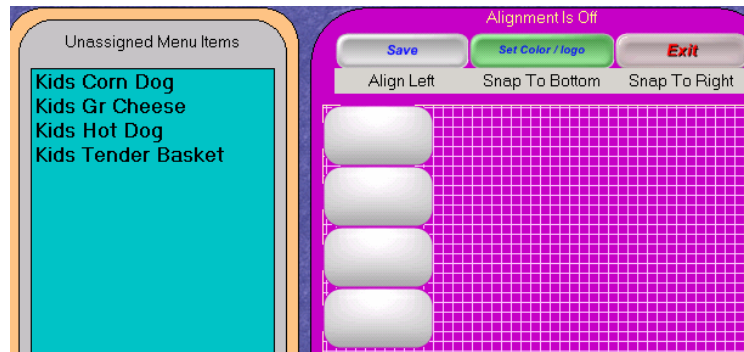 Unassigned Menu Items
Kids Corn Dog
Kids Gr Cheese
Kids Hot Dog
Kids Tender Basket
Alignment Is Off
Save
Set Color / logo
Exit
Align Left
Snap To Bottom
Snap To Right